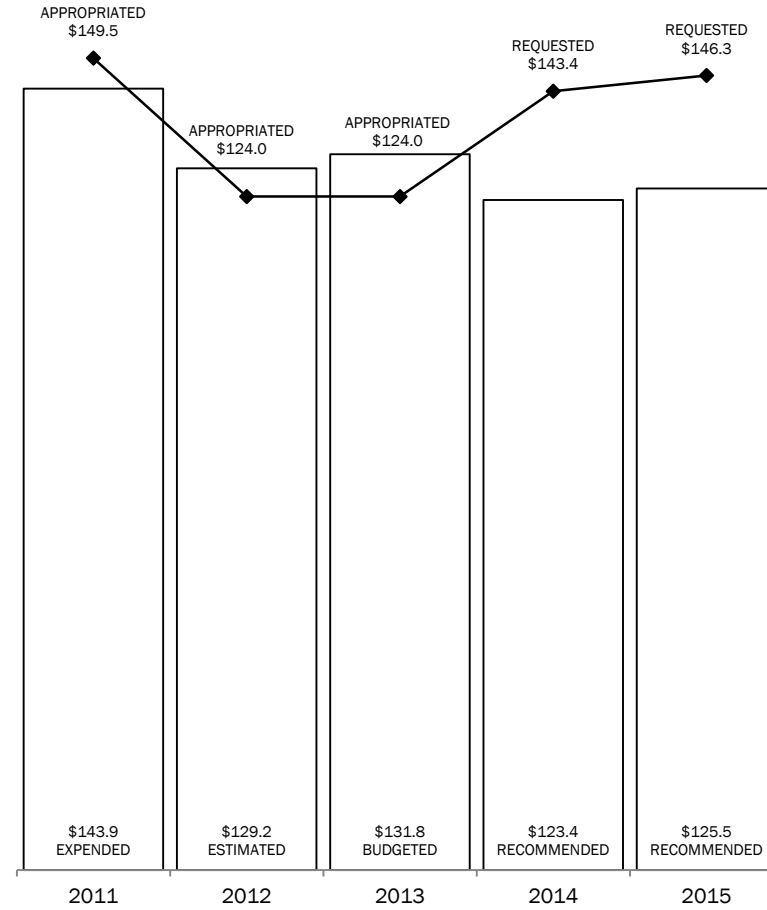 APPROPRIATED
$149.5
REQUESTED
$143.4
REQUESTED
$146.3
APPROPRIATED
$124.0
APPROPRIATED
$124.0
$143.9
EXPENDED
$129.2
ESTIMATED
$131.8
BUDGETED
$123.4
RECOMMENDED
$125.5
RECOMMENDED
2011
2012
2013
2014
2015